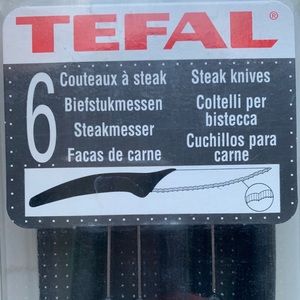 TEFAL®
6
Couteaux à steak
Biefstukmessen
Steakmesser
Facas de carne
Steak knives
Coltelli per
bistecca
Cuchillos para
carne